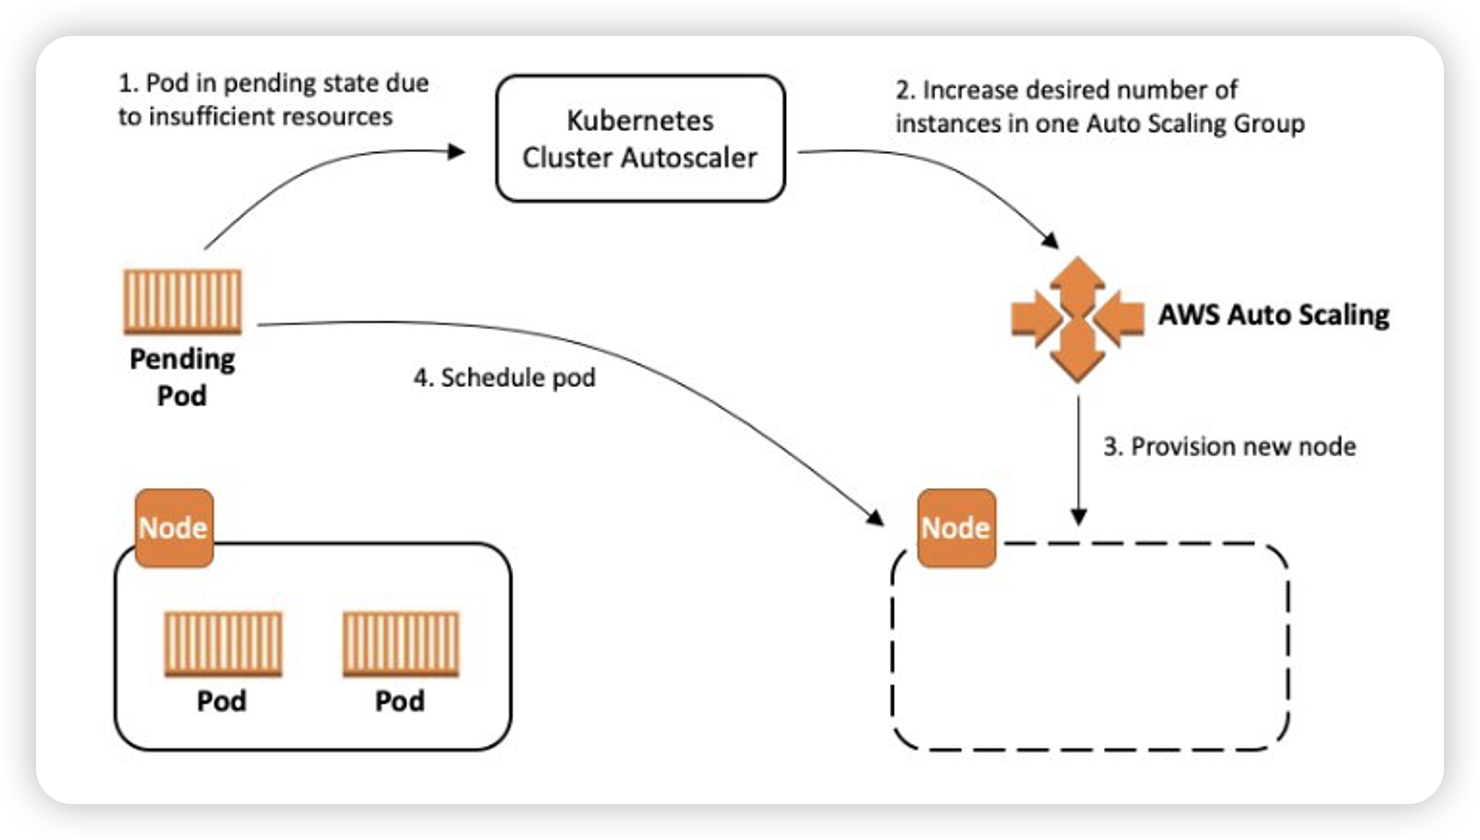 1. Pod in pending state due
to insufficient resources
Kubernetes
Cluster Autoscaler
2. Increase desired number of
instances in one Auto Scaling Group
AWS Auto Scaling
Pending
Pod
4. Schedule pod
3. Provision new node
Node
Node
Pod
Pod